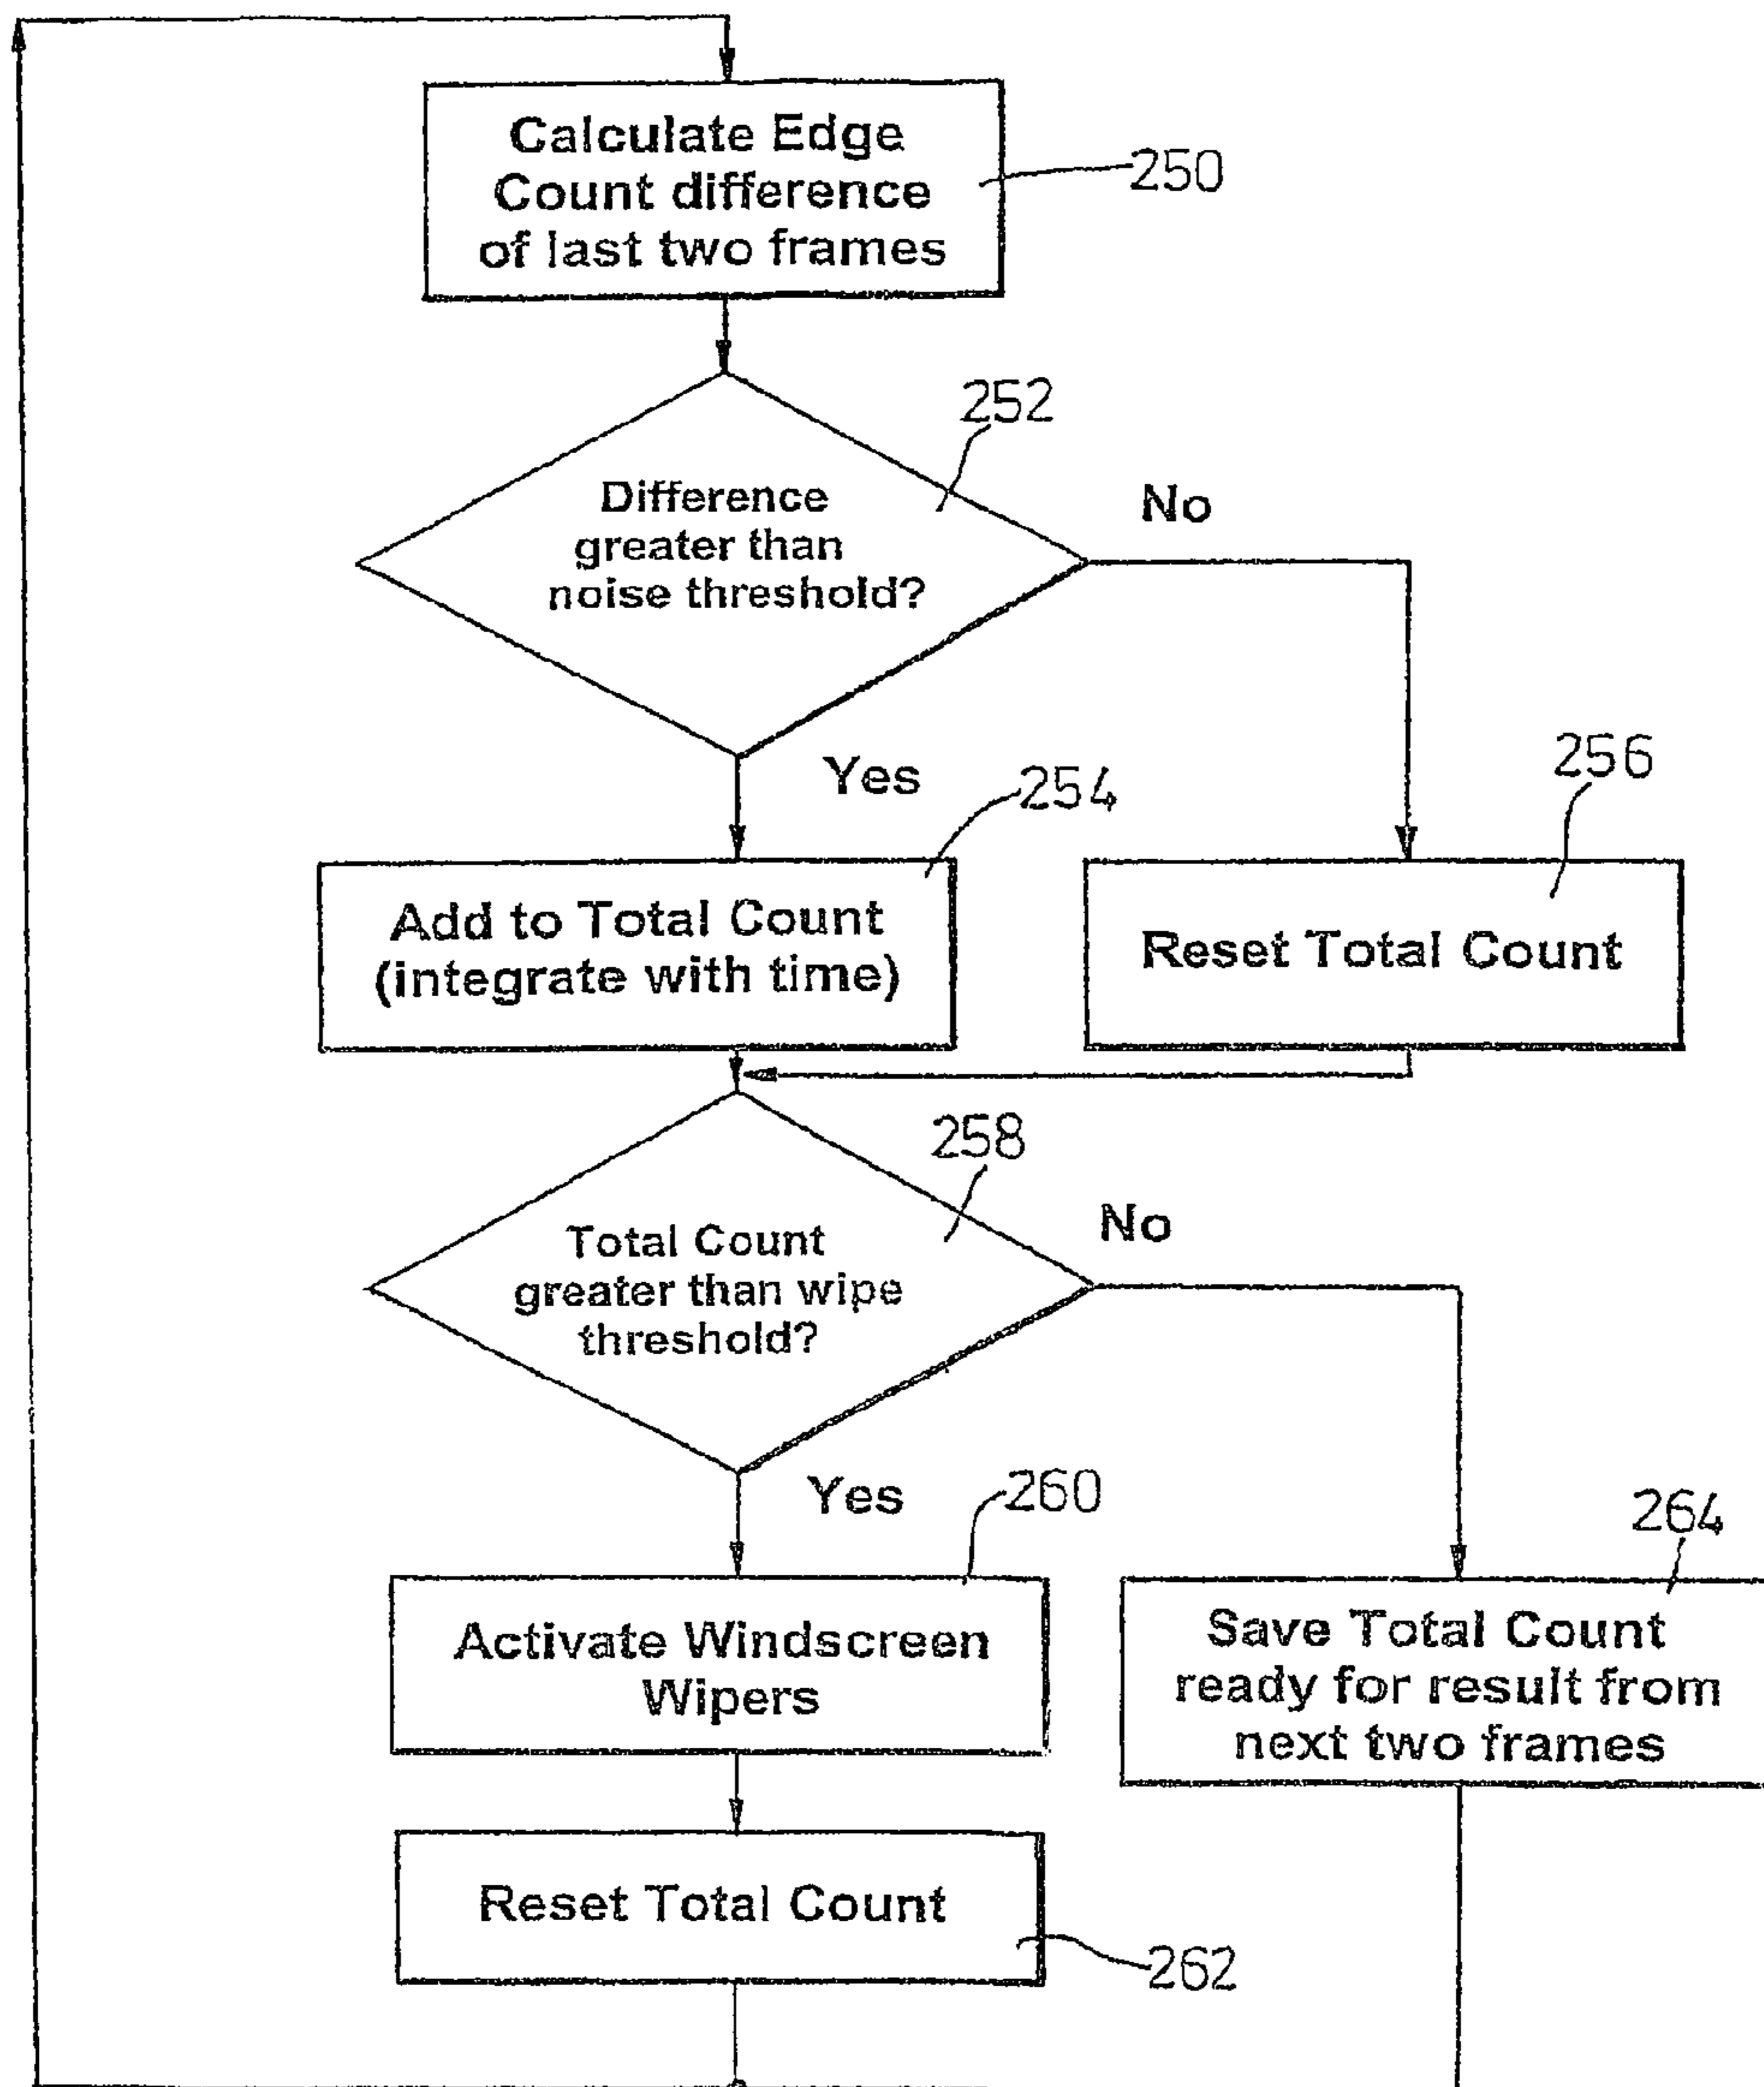 Calculate Edge
Count difference
of last two frames
250
252
Difference
greater than
noise threshold?
No
Yes
254
256
Add to Total Count
(integrate with time)
Reset Total Count
258
Total Count
greater than wipe
threshold?
No
Yes
260
264
Activate Windscreen
Wipers
Save Total Count
ready for result from
next two frames
Reset Total Count
262